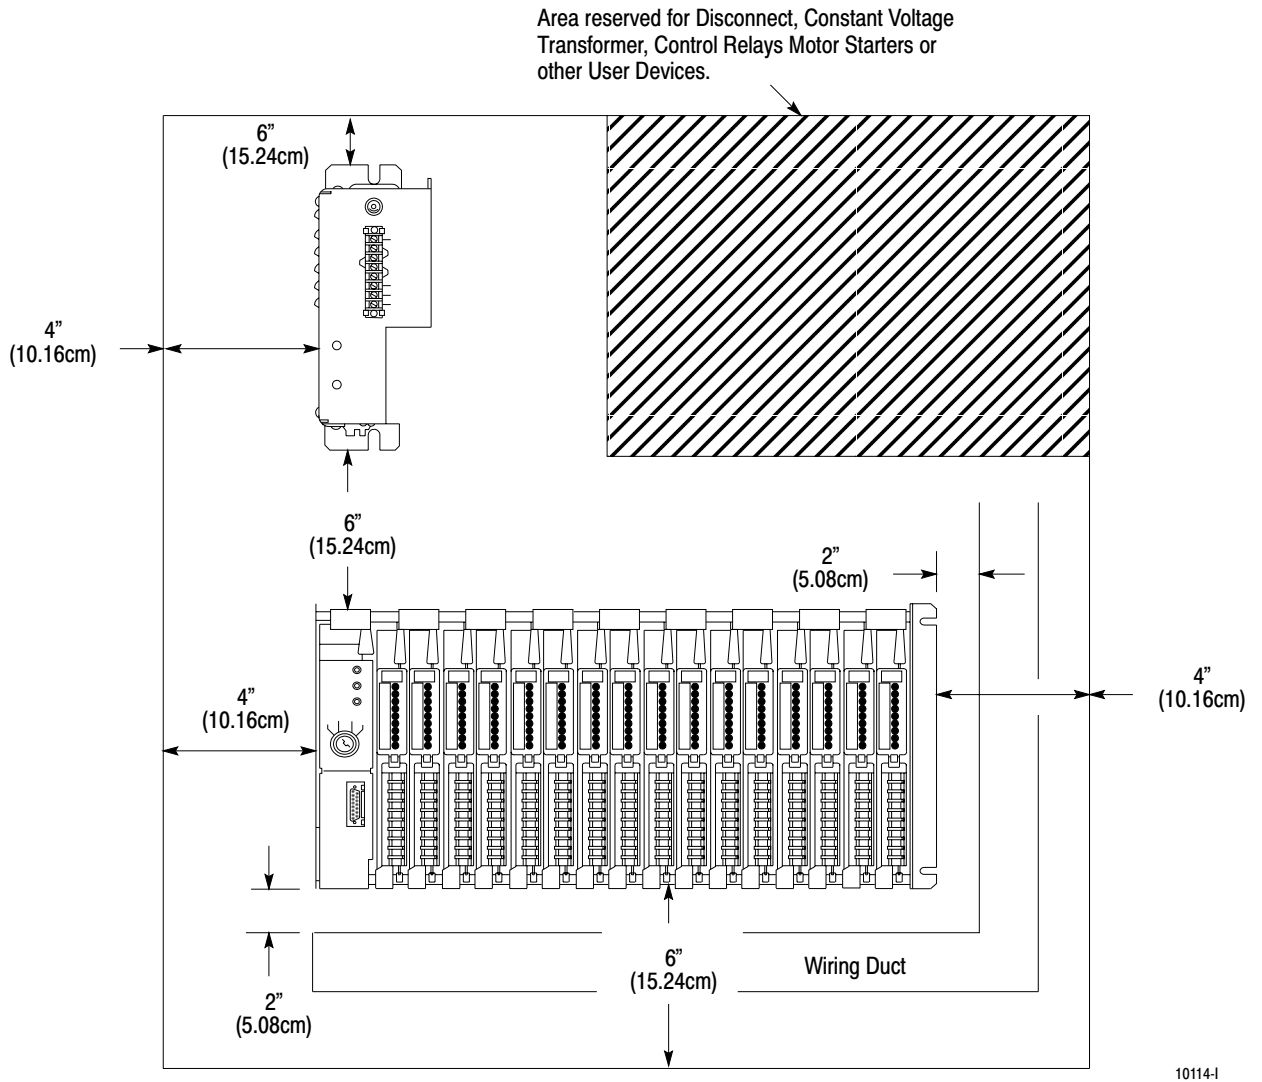 Area reserved for Disconnect, Constant Voltage
Transformer, Control Relays Motor Starters or
other User Devices.
6”
(15.24cm)
4”
(10.16cm)
6”
(15.24cm)
2”
(5.08cm)
4”
(10.16cm)
4”
(10.16cm)
6”
(15.24cm)
Wiring Duct
2”
(5.08cm)
10114-I